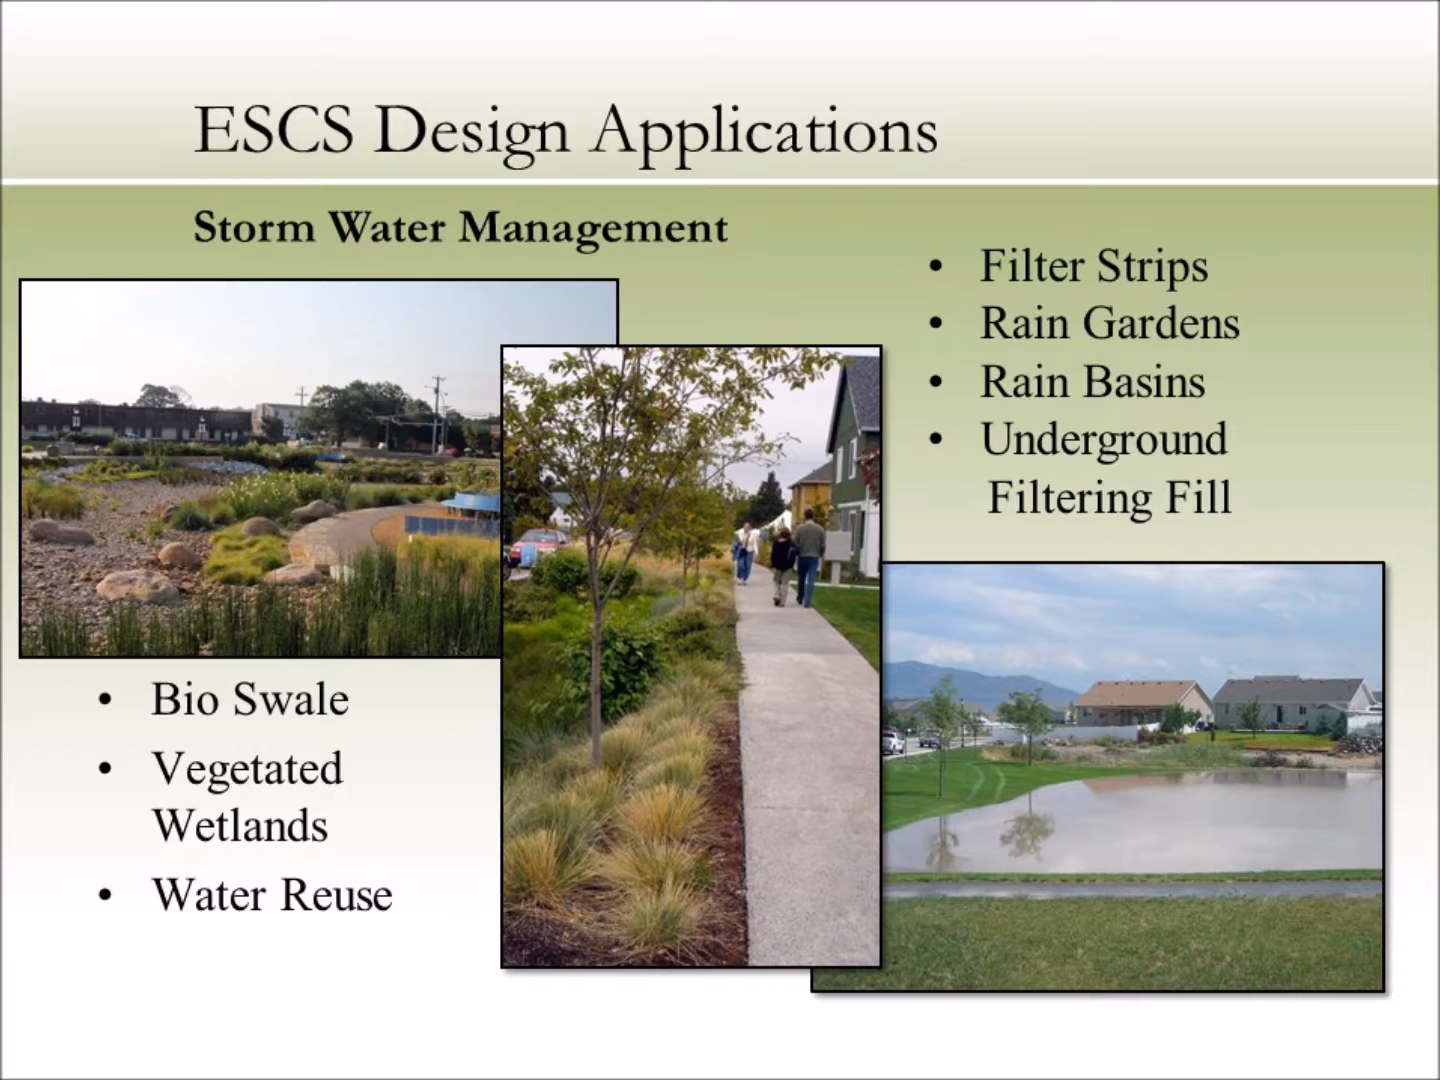 ESCS Design Applications
Storm Water Management
• Filter Strips
• Rain Gardens
• Rain Basins
• Underground
Filtering Fill
• Bio Swale
• Vegetated
Wetlands
• Water Reuse